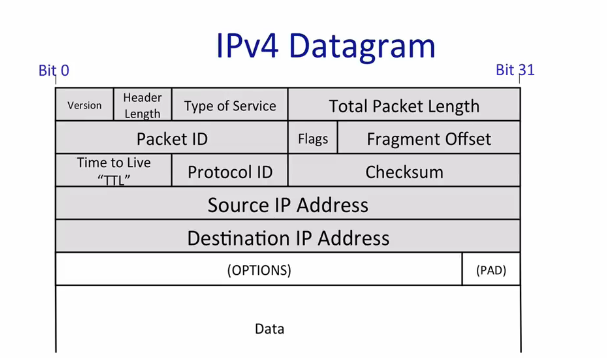 IPv4 Datagram
Bit 0
Bit 31
Version
Header
Length
Type of Service
Total Packet Length
Packet ID
Flags
Fragment Offset
Time to Live
“TTL”
Protocol ID
Checksum
Source IP Address
Destination IP Address
(OPTIONS)
(PAD)
Data